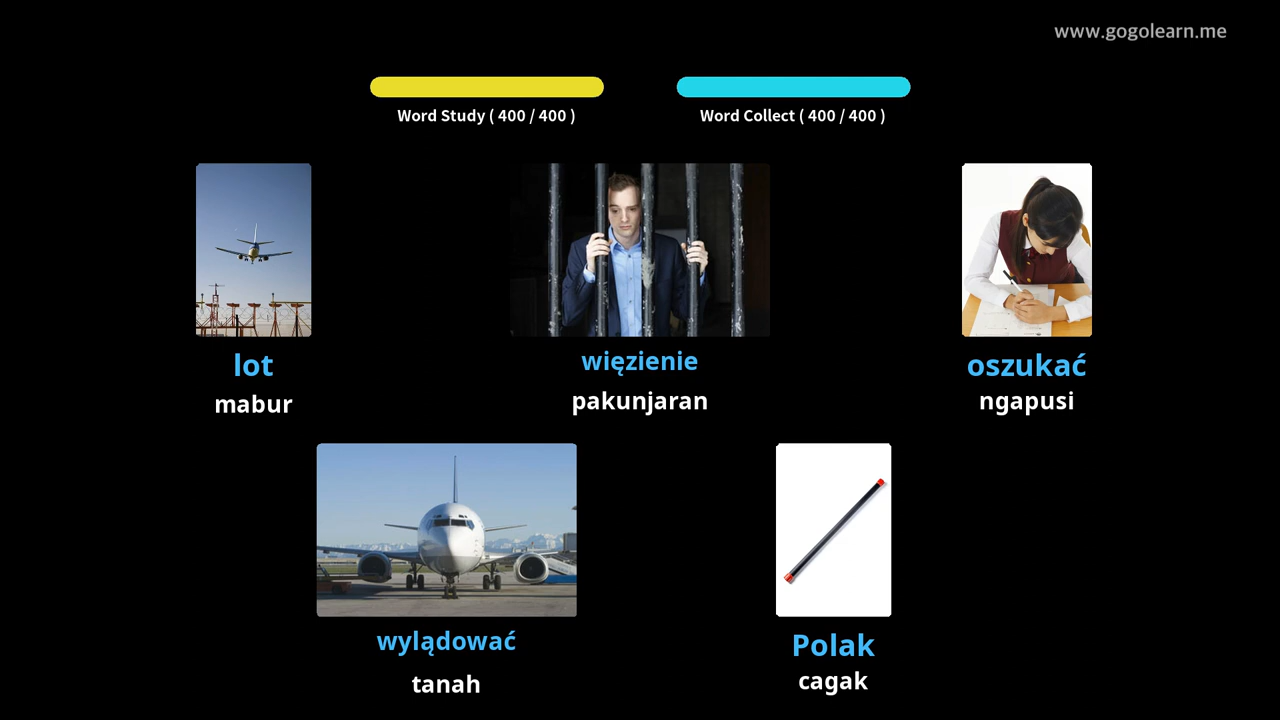 www.gogolearn.me
Word Study ( 400 / 400 )
Word Collect ( 400 / 400 )
lot
mabur
więzienie
pakunjaran
oszukać
ngapusi
wylądować
tanah
Polak
cagak